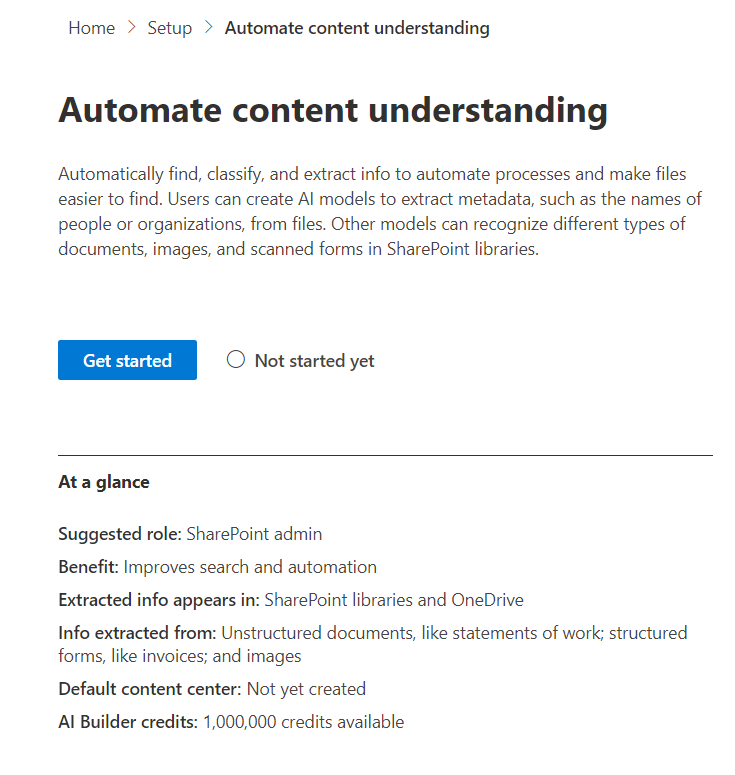 Home > Setup > Automate content understanding
Automate content understanding
Automatically find, classify, and extract info to automate processes and make files
easier to find. Users can create AI models to extract metadata, such as the names of
people or organizations, from files. Other models can recognize different types of
documents, images, and scanned forms in SharePoint libraries.
Get started Not started yet
At a glance
Suggested role: SharePoint admin
Benefit: Improves search and automation
Extracted info appears in: SharePoint libraries and OneDrive
Info extracted from: Unstructured documents, like statements of work; structured
forms, like invoices; and images
Default content center: Not yet created
AI Builder credits: 1,000,000 credits available